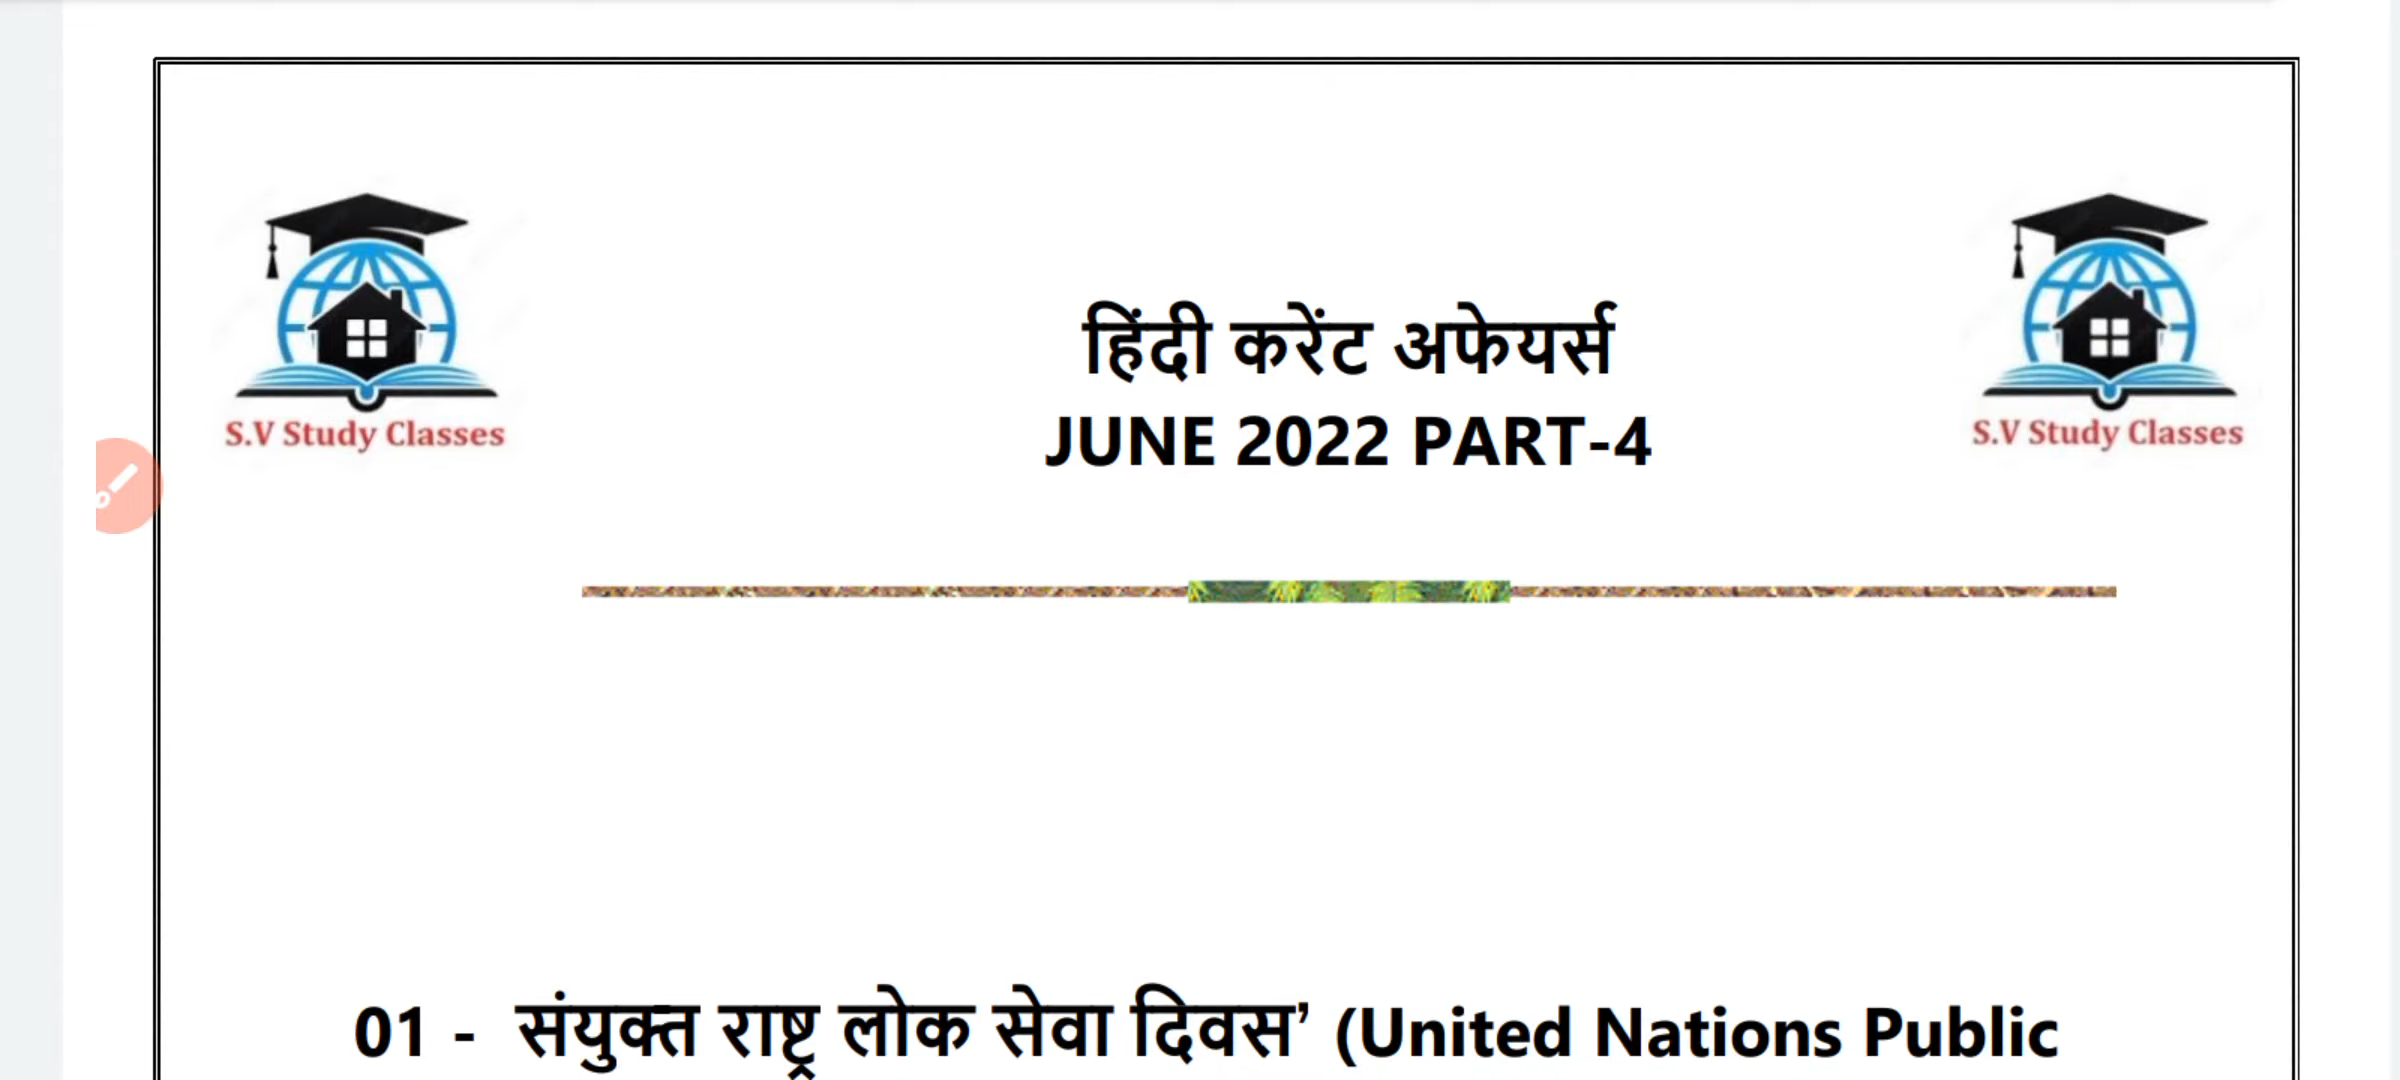 S.V Study Classes
हिंदी करेंट अफेयर्स
JUNE 2022 PART-4
S.V Study Classes
01 - संयुक्त राष्ट्र लोक सेवा दिवस’ (United Nations Public